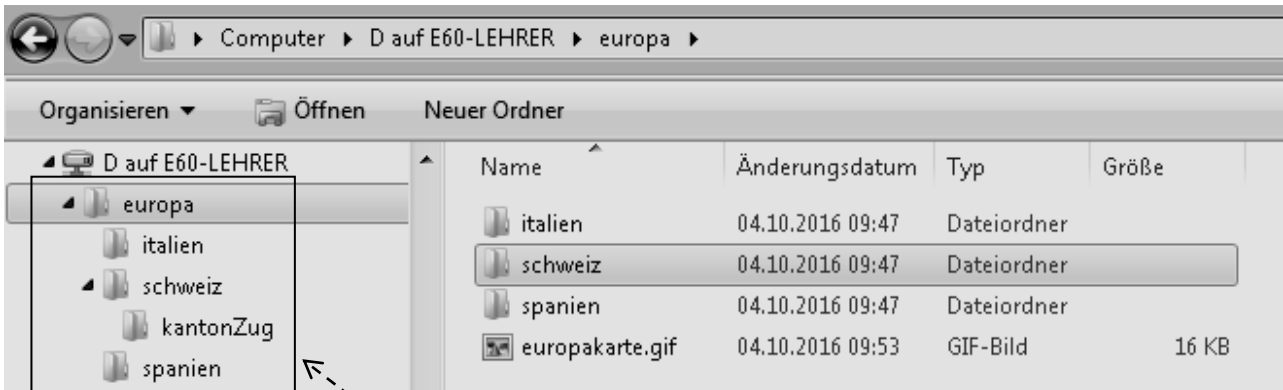 Computer D auf E60-LEHRER europa
Organisieren Öffnen Neuer Ordner
D auf E60-LEHRER
europa
italien
schweiz
kantonZug
spanien
Name Änderungsdatum Typ Größe
italien 04.10.2016 09:47 Dateiordner
schweiz 04.10.2016 09:47 Dateiordner
spanien 04.10.2016 09:47 Dateiordner
europakarte.gif 04.10.2016 09:53 GIF-Bild 16 KB